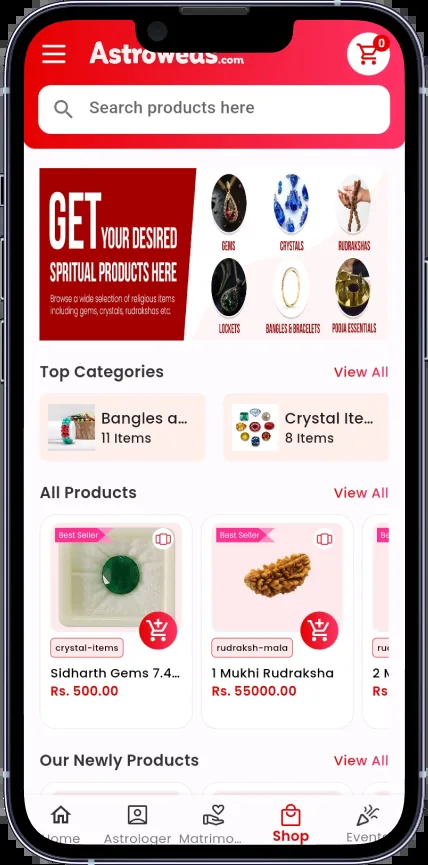 Astroweds.com
0
Search products here
GET YOUR DESIRED
SPRITUAL PRODUCTS HERE
Browse a wide selection of religious items
including gems, crystals, rudrakshas etc.
GEMS
CRYSTALS
RUDRAKSHAS
LOCKETS
BANGLES & BRACELETS
POOJA ESSENTIALS
Top Categories
View All
Bangles a...
11 Items
Crystal Ite...
8 Items
All Products
View All
Best Seller
crystal-items
Sidharth Gems 7.4...
Rs. 500.00
Best Seller
rudraksh-mala
1 Mukhi Rudraksha
Rs. 55000.00
Be
rud
2 M
Rs
Our Newly Products
View All
Home
Astrologer
Matrimo...
Shop
Events